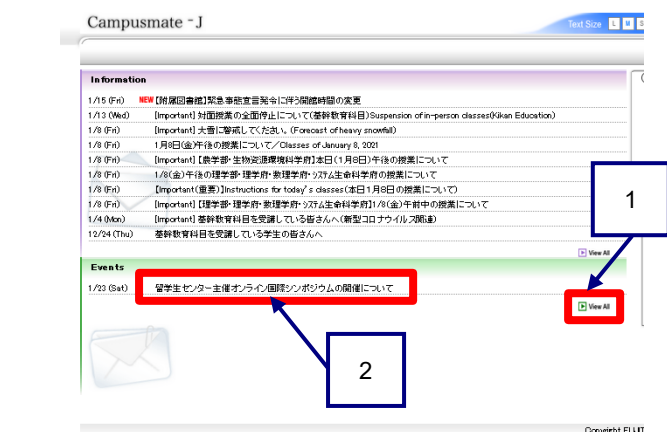 Campusmate-J
Text Size L M S
Information
1/15 (Fri) NEW 【附属図書館】緊急事態宣言発令に伴う開館時間の変更
1/13 (Wed) [Important] 対面授業の全面停止について(基幹教育科目)Suspension of in-person classes(Kikan Education)
1/8 (Fri) [Important] 大雪に警戒してください。(Forecast of heavy snowfall)
1/8 (Fri) 1月8日(金)午後の授業について/Classes of January 8, 2021
1/8 (Fri) [Important] 【農学部・生物資源環境科学府】本日(1月8日)午後の授業について
1/8 (Fri) 1/8(金)午後の理学部・理学府・数理学府・システム生命科学府の授業について
1/8 (Fri) [Important(重要)]Instructions for today's classes(本日1月8日の授業について)
1/8 (Fri) [Important] 【理学部・理学府・数理学府・システム生命科学府】1/8(金)午前中の授業について
1/4 (Mon) [Important] 基幹教育科目を受講している皆さんへ(新型コロナウイルス関連)
12/24 (Thu) 基幹教育科目を受講している学生の皆さんへ
View All
1
Events
1/23 (Sat) 留学生センター主催オンライン国際シンポジウムの開催について
View All
2
Copyright FUJIT